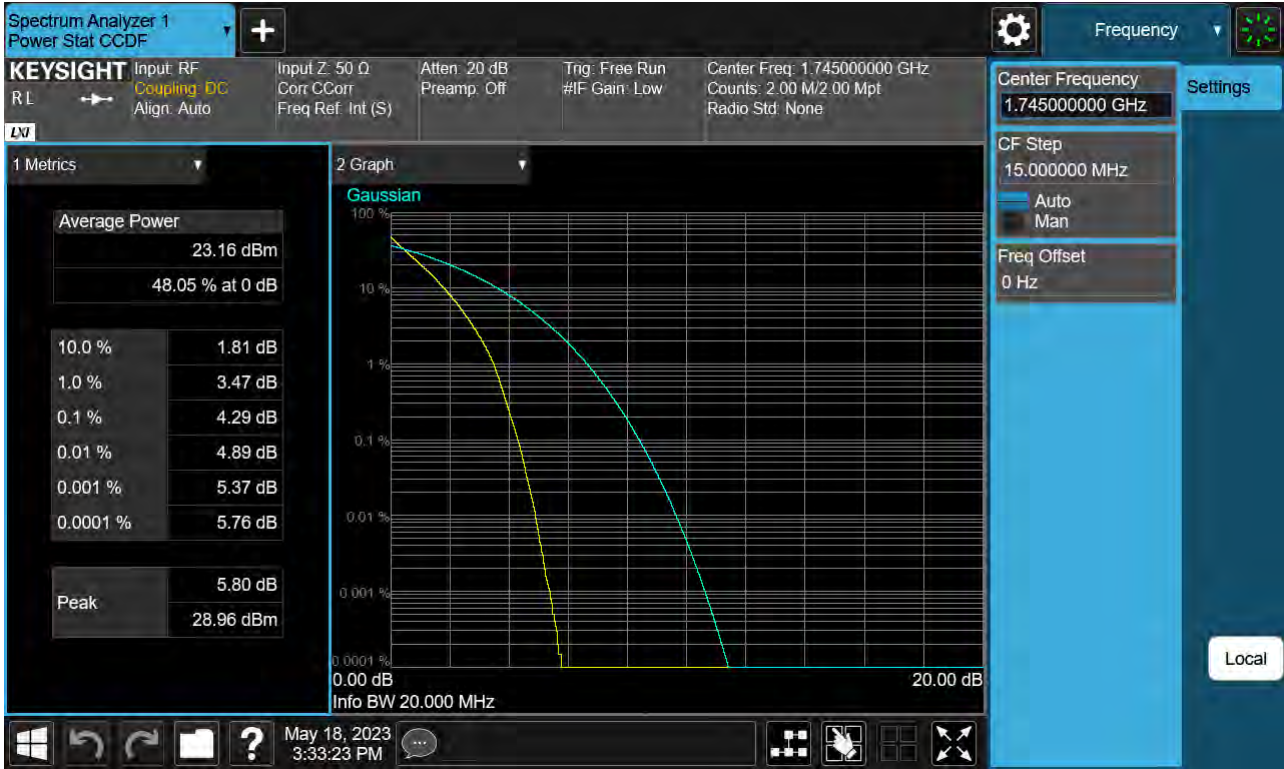 Spectrum Analyzer 1
Power Stat CCDF
Frequency
KEYSIGHT
RL
LXI
Input: RF
Coupling: DC
Align: Auto
Input Z: 50 Ω
Corr CCorr
Freq Ref: Int (S)
Atten: 20 dB
Preamp: Off
Trig: Free Run
#IF Gain: Low
Center Freq: 1.745000000 GHz
Counts: 2.00 M/2.00 Mpt
Radio Std: None
Center Frequency
1.745000000 GHz
Settings
CF Step
15.000000 MHz
Auto
Man
Freq Offset
0 Hz
Local
1 Metrics
Average Power
23.16 dBm
48.05 % at 0 dB
10.0 % 1.81 dB
1.0 % 3.47 dB
0.1 % 4.29 dB
0.01 % 4.89 dB
0.001 % 5.37 dB
0.0001 % 5.76 dB
Peak
5.80 dB
28.96 dBm
2 Graph
Gaussian
100 %
10 %
1 %
0.1 %
0.01 %
0.001 %
0.0001 %
0.00 dB 20.00 dB
Info BW 20.000 MHz
?
May 18, 2023
3:33:23 PM